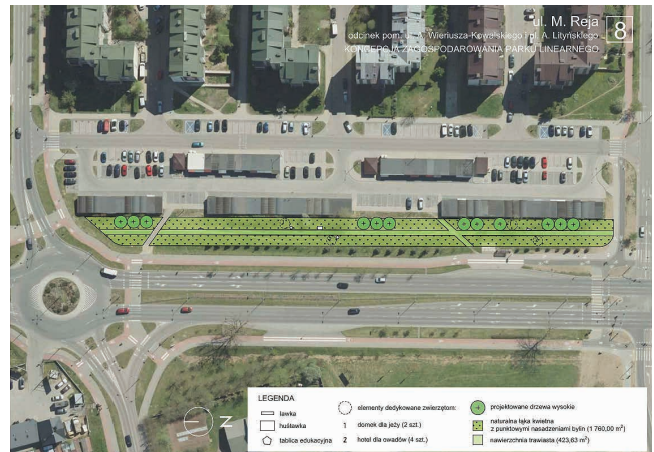 ul. M. Reja
8
odcinek pom. ul. A. Wieriusza-Kowalskiego i pl. A. Lityńskiego
KONCEPCJA ZAGOSPODAROWANIA PARKU LINEARNEGO
N
LEGENDA
ławka
huśtawka
tablica edukacyjna
elementy dedykowane zwierzętom:
1 domek dla jeży (2 szt.)
2 hotel dla owadów (4 szt.)
projektowane drzewa wysokie
naturalna łąka kwietna
z punktowymi nasadzeniami bylin (1 760,00 m²)
nawierzchnia trawiasta (423,63 m²)